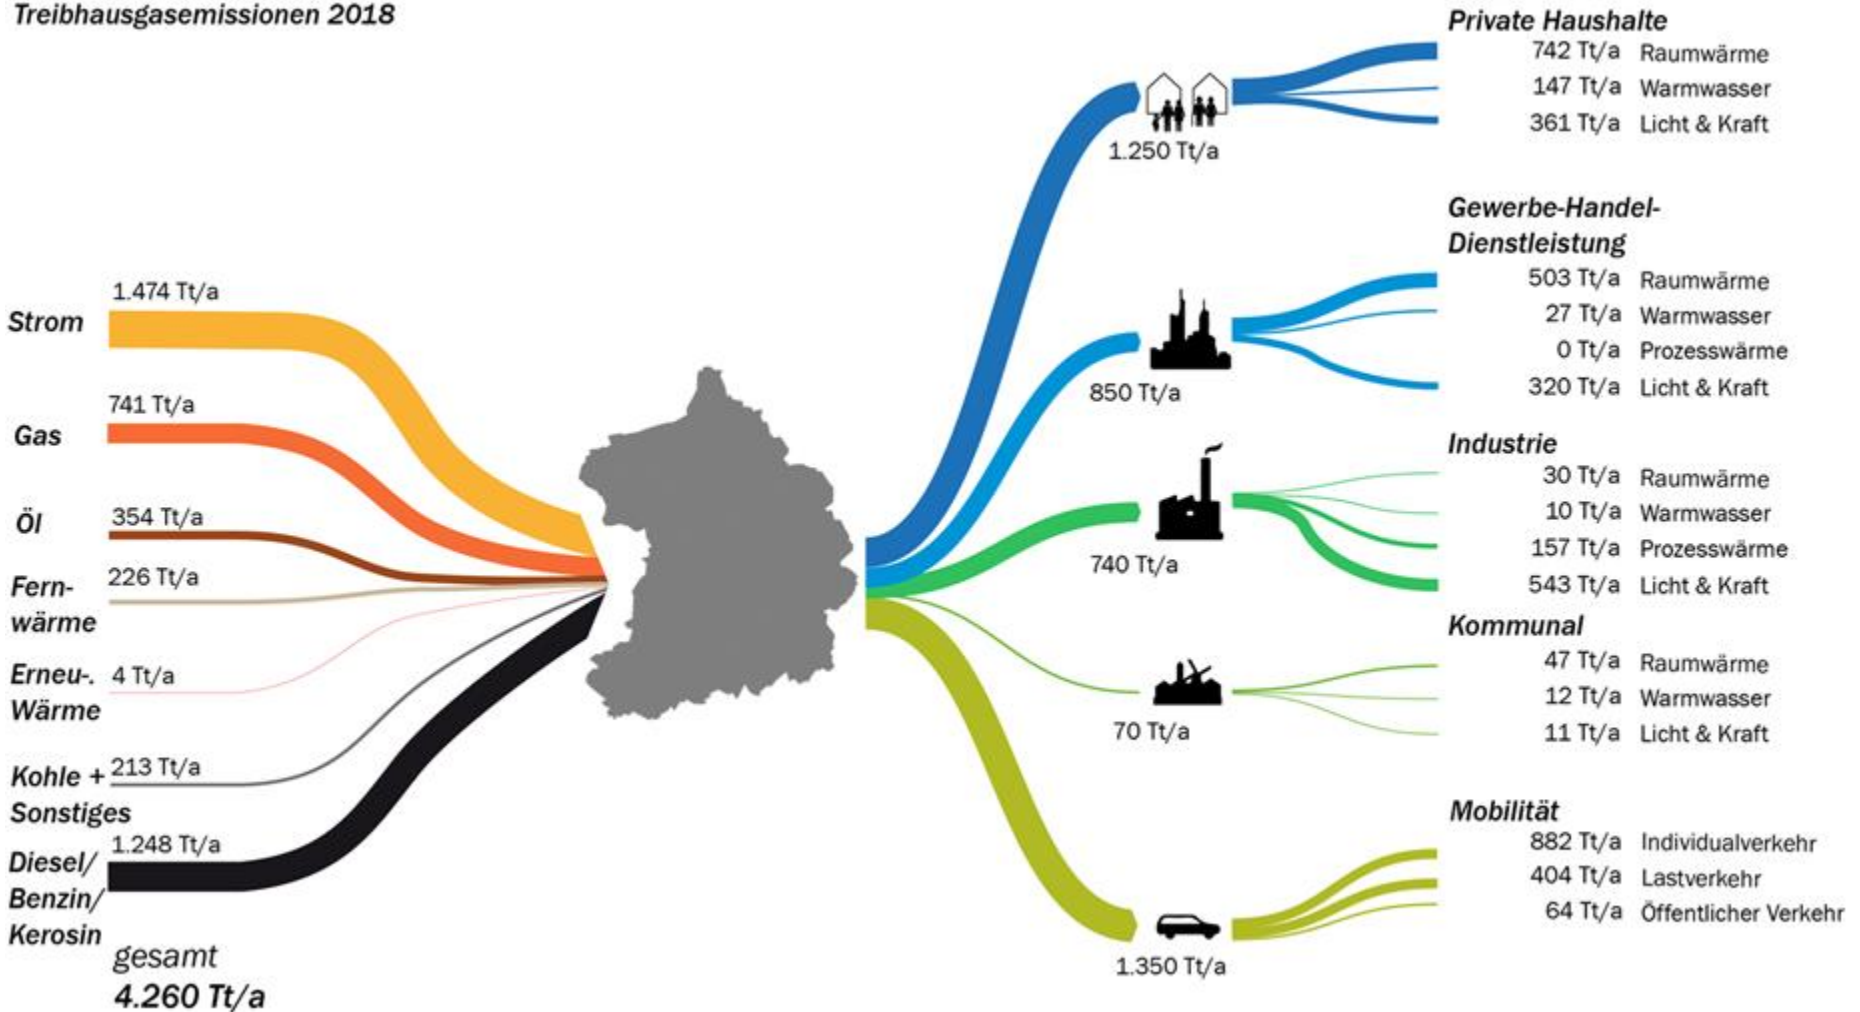 Treibhausgasemissionen 2018
1.474 Tt/a
Strom
741 Tt/a
Gas
354 Tt/a
Öl
226 Tt/a
Fern-
wärme
4 Tt/a
Erneu-.
Wärme
213 Tt/a
Kohle +
Sonstiges
1.248 Tt/a
Diesel/
Benzin/
Kerosin
gesamt
4.260 Tt/a
1.250 Tt/a
850 Tt/a
740 Tt/a
70 Tt/a
1.350 Tt/a
Private Haushalte
742 Tt/a Raumwärme
147 Tt/a Warmwasser
361 Tt/a Licht & Kraft
Gewerbe-Handel-
Dienstleistung
503 Tt/a Raumwärme
27 Tt/a Warmwasser
0 Tt/a Prozesswärme
320 Tt/a Licht & Kraft
Industrie
30 Tt/a Raumwärme
10 Tt/a Warmwasser
157 Tt/a Prozesswärme
543 Tt/a Licht & Kraft
Kommunal
47 Tt/a Raumwärme
12 Tt/a Warmwasser
11 Tt/a Licht & Kraft
Mobilität
882 Tt/a Individualverkehr
404 Tt/a Lastverkehr
64 Tt/a Öffentlicher Verkehr